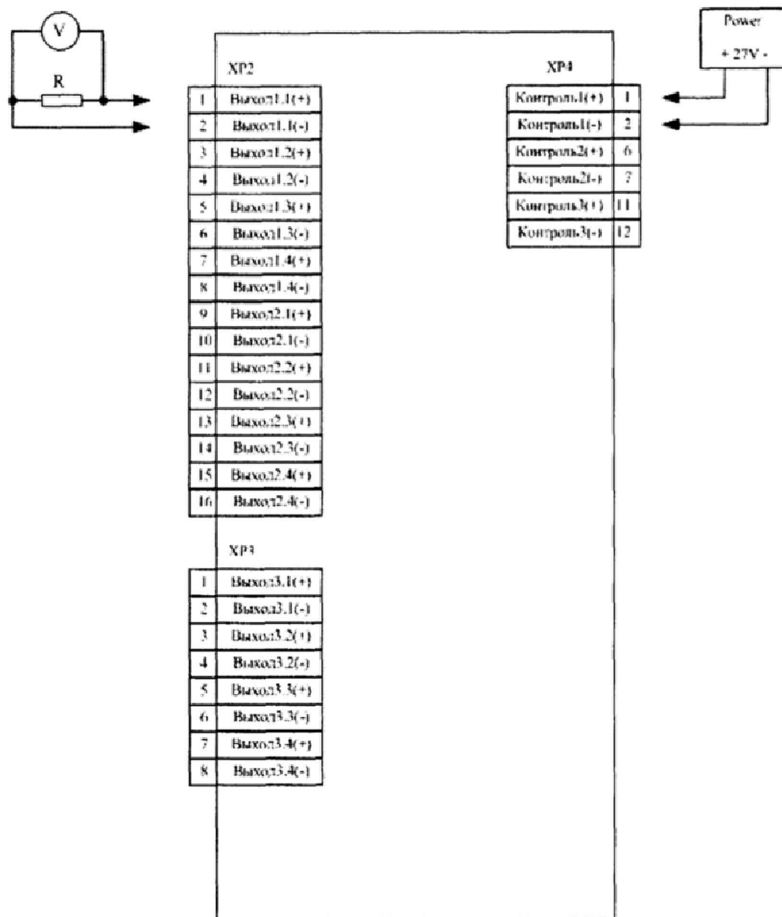 V
R
Power
+ 27V -
XP2
1 Выход1.1(+)
2 Выход1.1(-)
3 Выход1.2(+)
4 Выход1.2(-)
5 Выход1.3(+)
6 Выход1.3(-)
7 Выход1.4(+)
8 Выход1.4(-)
9 Выход2.1(+)
10 Выход2.1(-)
11 Выход2.2(+)
12 Выход2.2(-)
13 Выход2.3(+)
14 Выход2.3(-)
15 Выход2.4(+)
16 Выход2.4(-)
XP3
1 Выход3.1(+)
2 Выход3.1(-)
3 Выход3.2(+)
4 Выход3.2(-)
5 Выход3.3(+)
6 Выход3.3(-)
7 Выход3.4(+)
8 Выход3.4(-)
XP4
Контроль1(+) 1
Контроль1(-) 2
Контроль2(+) 6
Контроль2(-) 7
Контроль3(+) 11
Контроль3(-) 12